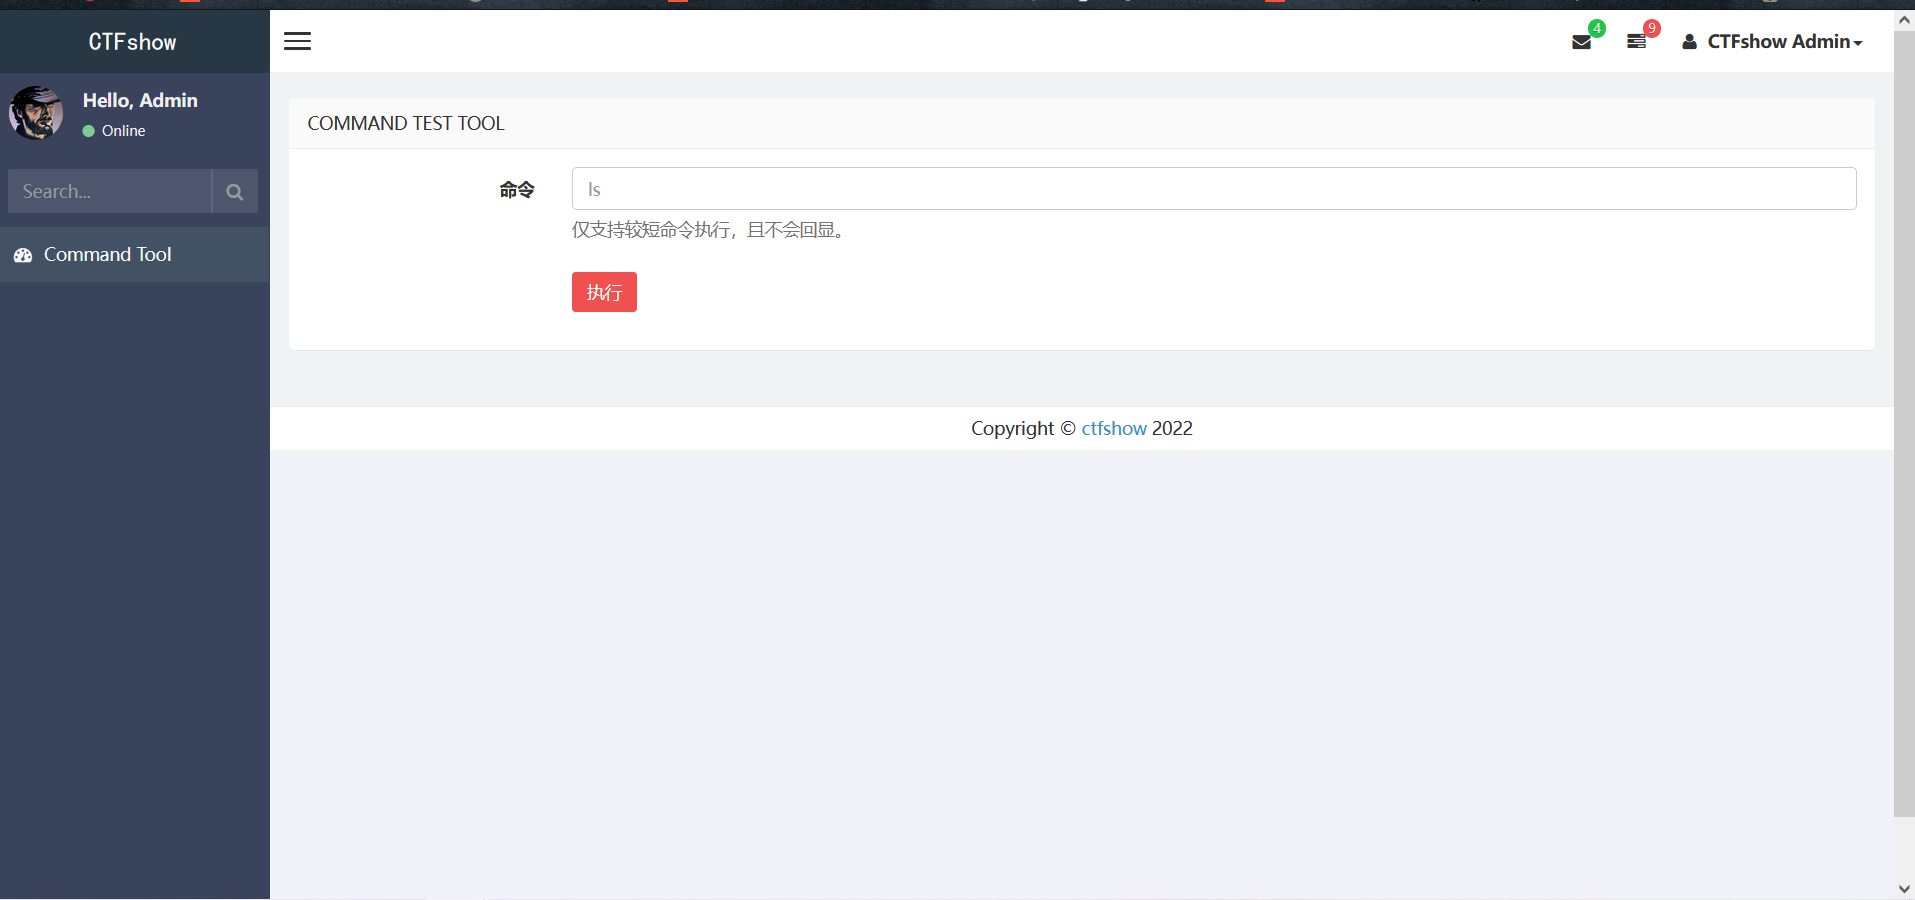 CTFshow
4
9
CTFshow Admin
Hello, Admin
Online
Search...
Command Tool
COMMAND TEST TOOL
命令
ls
仅支持较短命令执行，且不会回显。
执行
Copyright © ctfshow 2022